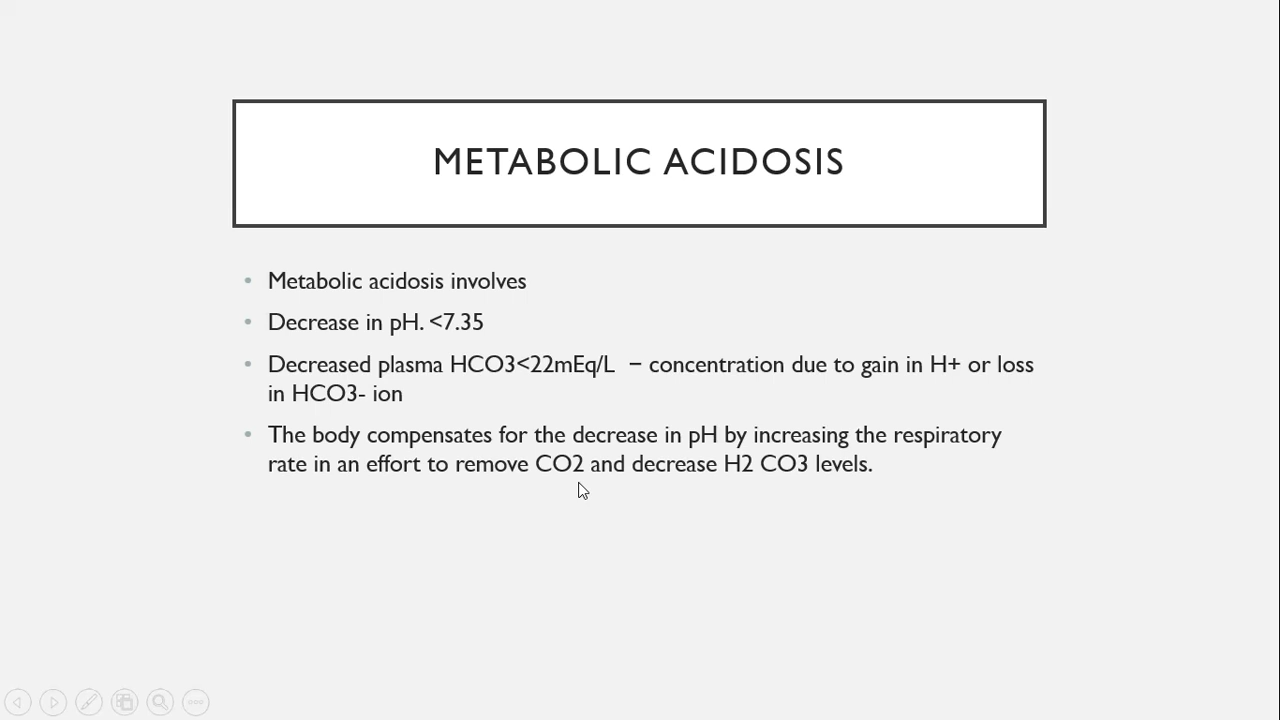 METABOLIC ACIDOSIS
• Metabolic acidosis involves
• Decrease in pH. <7.35
• Decreased plasma HCO3<22mEq/L – concentration due to gain in H+ or loss
in HCO3- ion
• The body compensates for the decrease in pH by increasing the respiratory
rate in an effort to remove CO2 and decrease H2 CO3 levels.